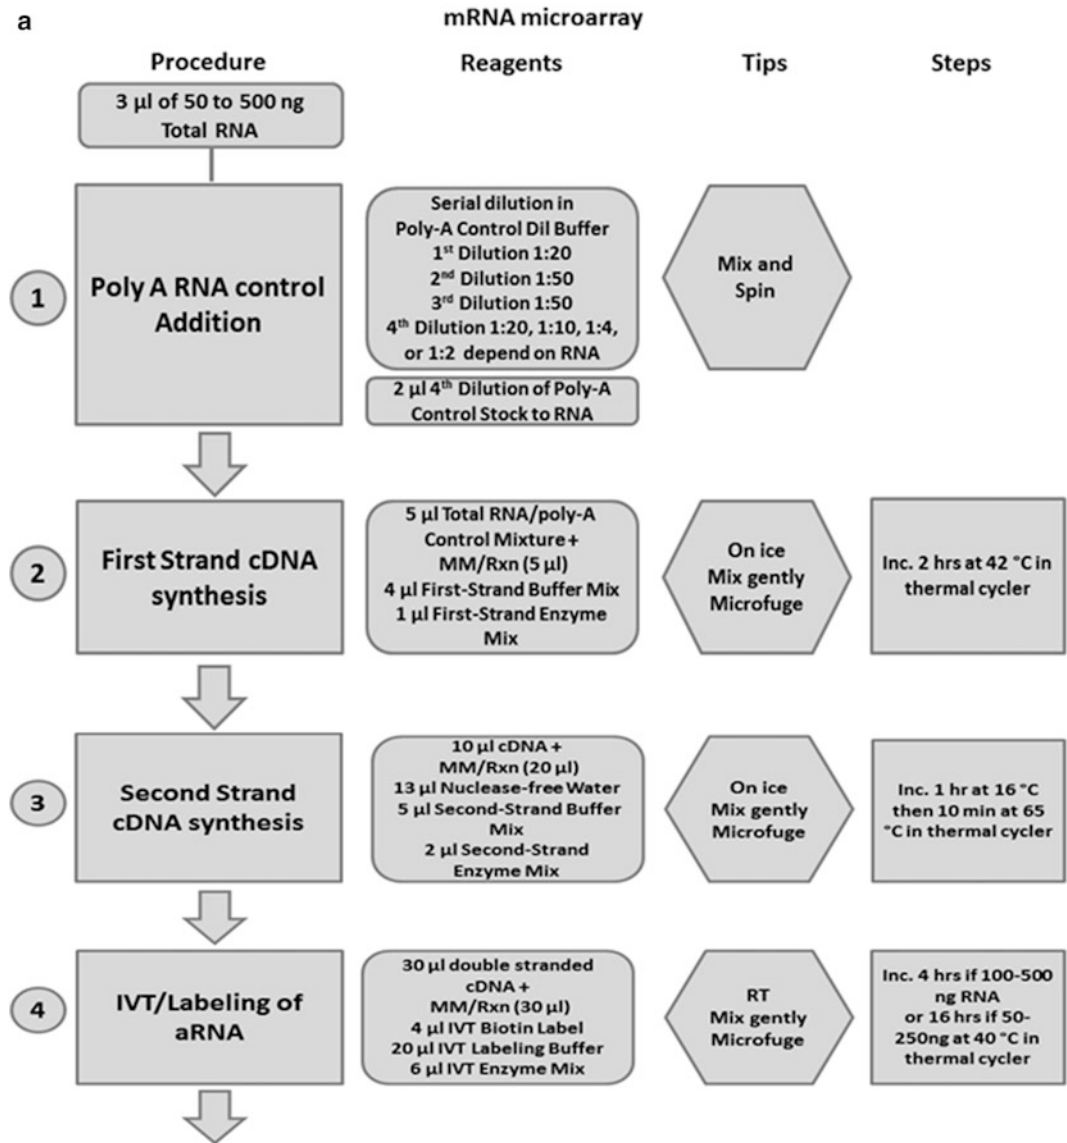 a
mRNA microarray
Procedure
Reagents
Tips
Steps
3 µl of 50 to 500 ng
Total RNA
1
Poly A RNA control
Addition
Serial dilution in
Poly-A Control Dil Buffer
1st Dilution 1:20
2nd Dilution 1:50
3rd Dilution 1:50
4th Dilution 1:20, 1:10, 1:4,
or 1:2 depend on RNA
2 µl 4th Dilution of Poly-A
Control Stock to RNA
Mix and
Spin
2
First Strand cDNA
synthesis
5 µl Total RNA/poly-A
Control Mixture +
MM/Rxn (5 µl)
4 µl First-Strand Buffer Mix
1 µl First-Strand Enzyme
Mix
On ice
Mix gently
Microfuge
Inc. 2 hrs at 42 °C in
thermal cycler
3
Second Strand
cDNA synthesis
10 µl cDNA +
MM/Rxn (20 µl)
13 µl Nuclease-free Water
5 µl Second-Strand Buffer
Mix
2 µl Second-Strand
Enzyme Mix
On ice
Mix gently
Microfuge
Inc. 1 hr at 16 °C
then 10 min at 65
°C in thermal cycler
4
IVT/Labeling of
aRNA
30 µl double stranded
cDNA +
MM/Rxn (30 µl)
4 µl IVT Biotin Label
20 µl IVT Labeling Buffer
6 µl IVT Enzyme Mix
RT
Mix gently
Microfuge
Inc. 4 hrs if 100-500
ng RNA
or 16 hrs if 50-
250ng at 40 °C in
thermal cycler